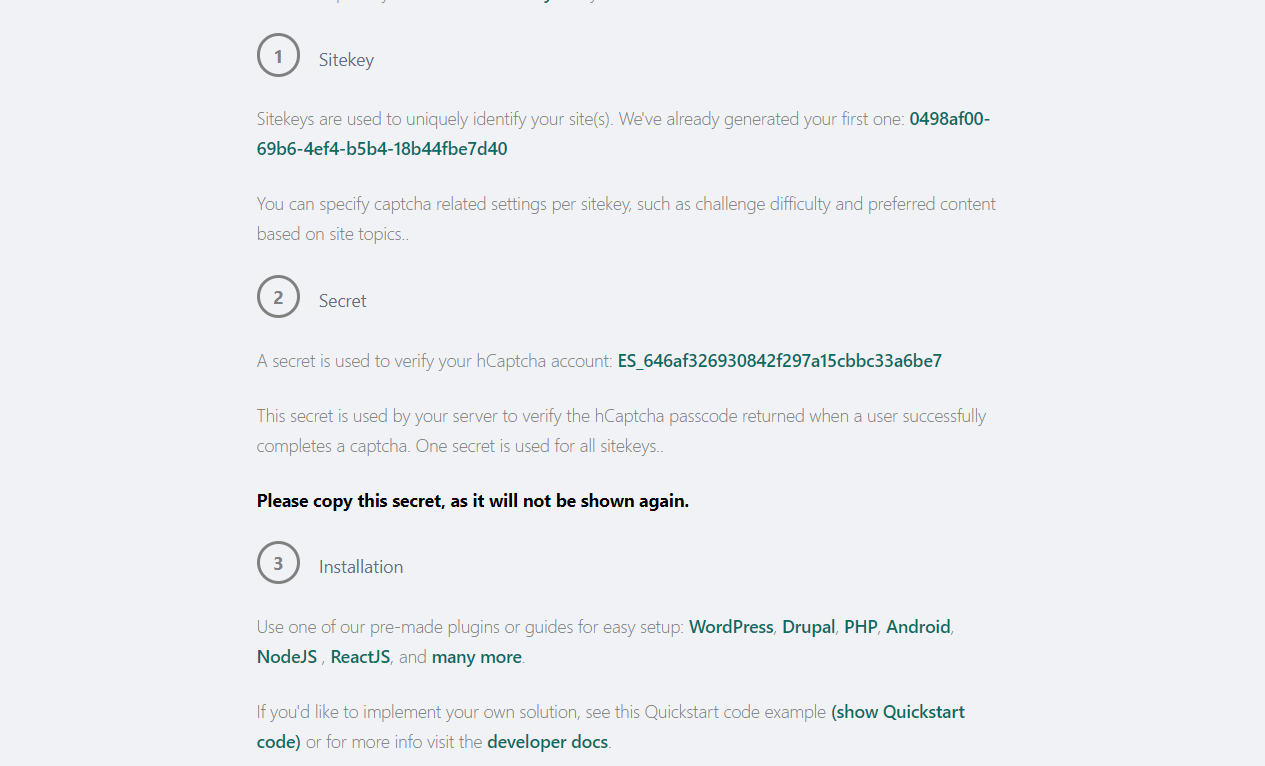 1 Sitekey
Sitekeys are used to uniquely identify your site(s). We've already generated your first one: 0498af00-
69b6-4ef4-b5b4-18b44fbe7d40
You can specify captcha related settings per sitekey, such as challenge difficulty and preferred content
based on site topics..
2 Secret
A secret is used to verify your hCaptcha account: ES_646af326930842f297a15cbbc33a6be7
This secret is used by your server to verify the hCaptcha passcode returned when a user successfully
completes a captcha. One secret is used for all sitekeys..
Please copy this secret, as it will not be shown again.
3 Installation
Use one of our pre-made plugins or guides for easy setup: WordPress, Drupal, PHP, Android,
NodeJS , ReactJS, and many more.
If you'd like to implement your own solution, see this Quickstart code example (show Quickstart
code) or for more info visit the developer docs.